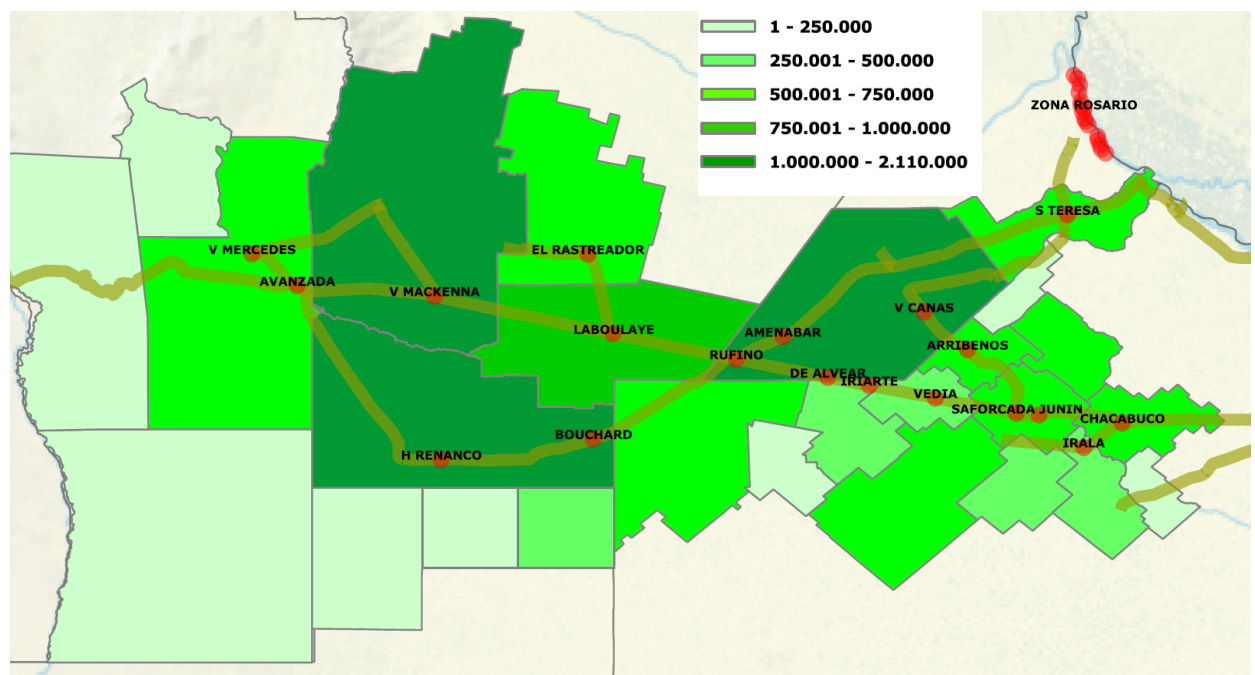 1 - 250.000
250.001 - 500.000
500.001 - 750.000
750.001 - 1.000.000
1.000.000 - 2.110.000
ZONA ROSARIO
S TERESA
V MERCEDES
EL RASTREADOR
AVANZADA
V MACKENNA
V CANAS
LABOULAYE
AMENABAR
ARRIBENOS
RUFINO
DE ALVEAR
IRIARTE
VEDIA
SAFORCADA JUNIN
CHACABUCO
BOUCHARD
IRALA
H RENANCO